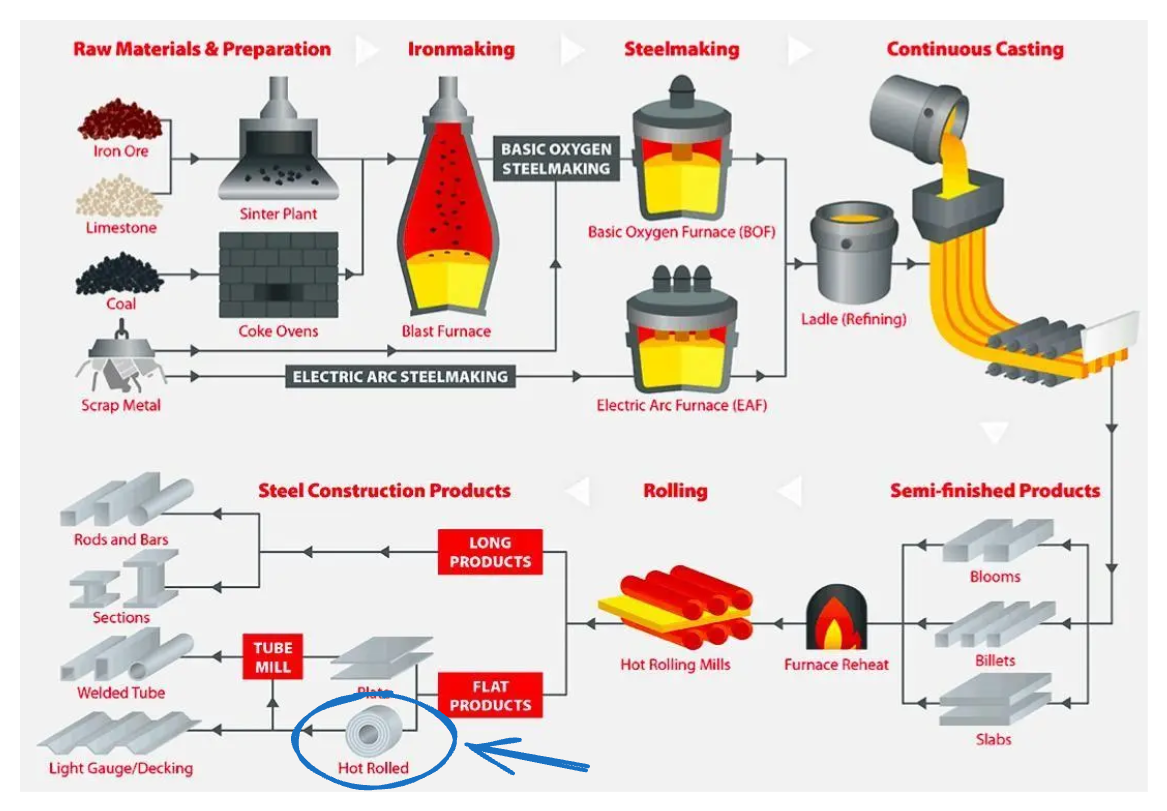 Raw Materials & Preparation
Ironmaking
Steelmaking
Continuous Casting
Iron Ore
Limestone
Coal
Scrap Metal
Sinter Plant
Coke Ovens
Blast Furnace
BASIC OXYGEN
STEELMAKING
ELECTRIC ARC STEELMAKING
Basic Oxygen Furnace (BOF)
Electric Arc Furnace (EAF)
Ladle (Refining)
Steel Construction Products
Rolling
Semi-finished Products
Rods and Bars
Sections
Welded Tube
Light Gauge/Decking
LONG
PRODUCTS
TUBE
MILL
Plate
FLAT
PRODUCTS
Hot Rolled
Hot Rolling Mills
Furnace Reheat
Blooms
Billets
Slabs